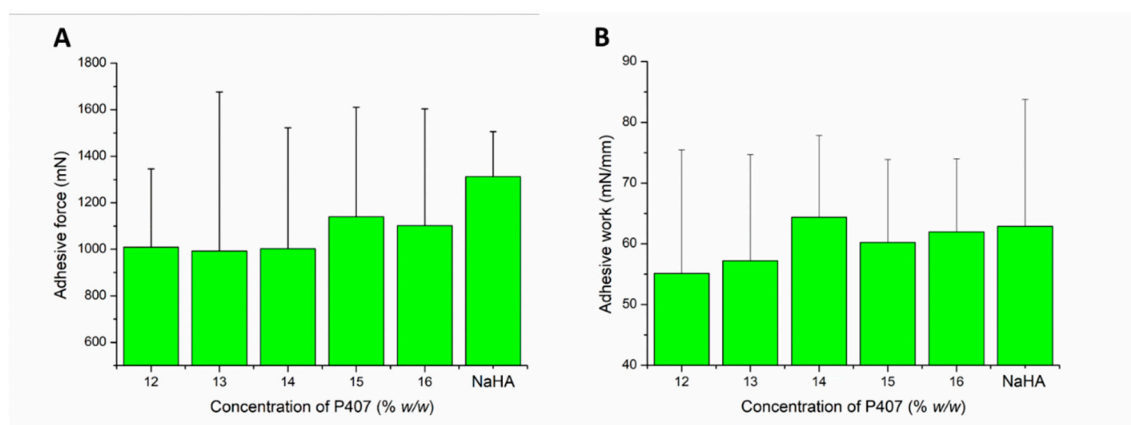 A
Adhesive force (mN)
1800
1600
1400
1200
1000
800
600
12 13 14 15 16 NaHA
Concentration of P407 (% w/w)
B
Adhesive work (mN/mm)
90
80
70
60
50
40
12 13 14 15 16 NaHA
Concentration of P407 (% w/w)